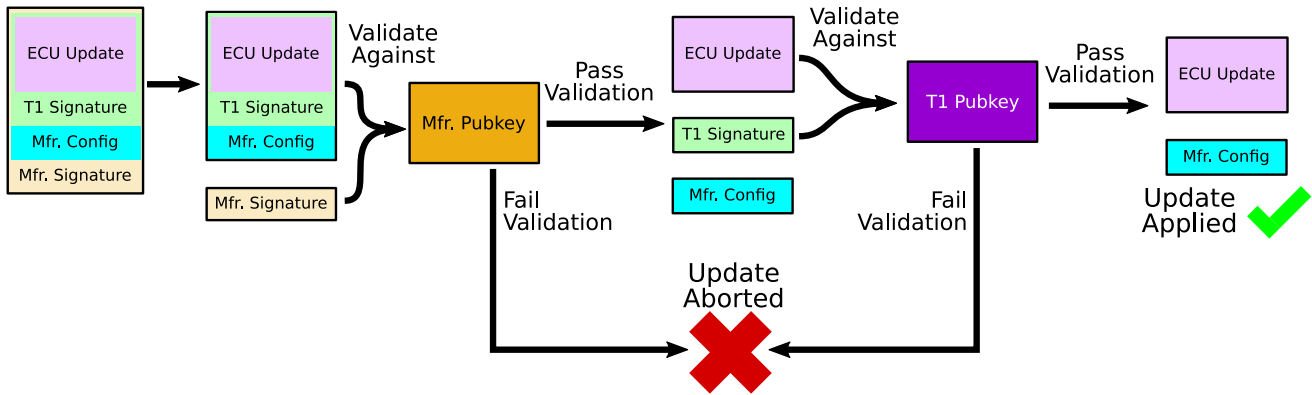 ECU Update
T1 Signature
Mfr. Config
Mfr. Signature
ECU Update
T1 Signature
Mfr. Config
Mfr. Signature
Validate
Against
Mfr. Pubkey
Pass
Validation
Fail
Validation
ECU Update
T1 Signature
Mfr. Config
Validate
Against
T1 Pubkey
Pass
Validation
Fail
Validation
Update
Aborted
ECU Update
Mfr. Config
Update
Applied